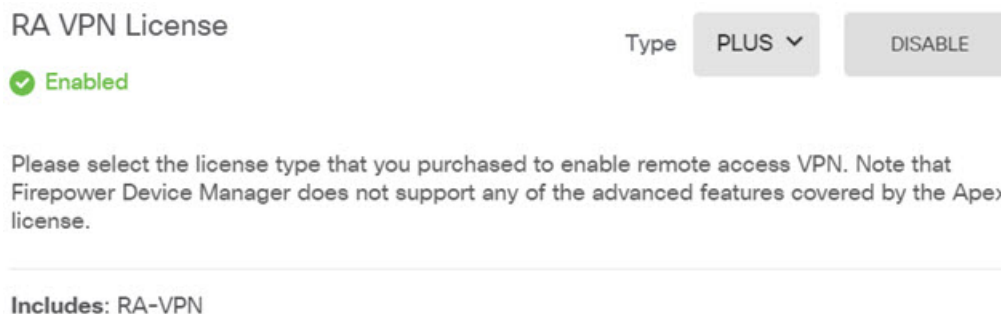 RA VPN License
Type PLUS DISABLE
Enabled
Please select the license type that you purchased to enable remote access VPN. Note that
Firepower Device Manager does not support any of the advanced features covered by the Apex
license.
Includes: RA-VPN